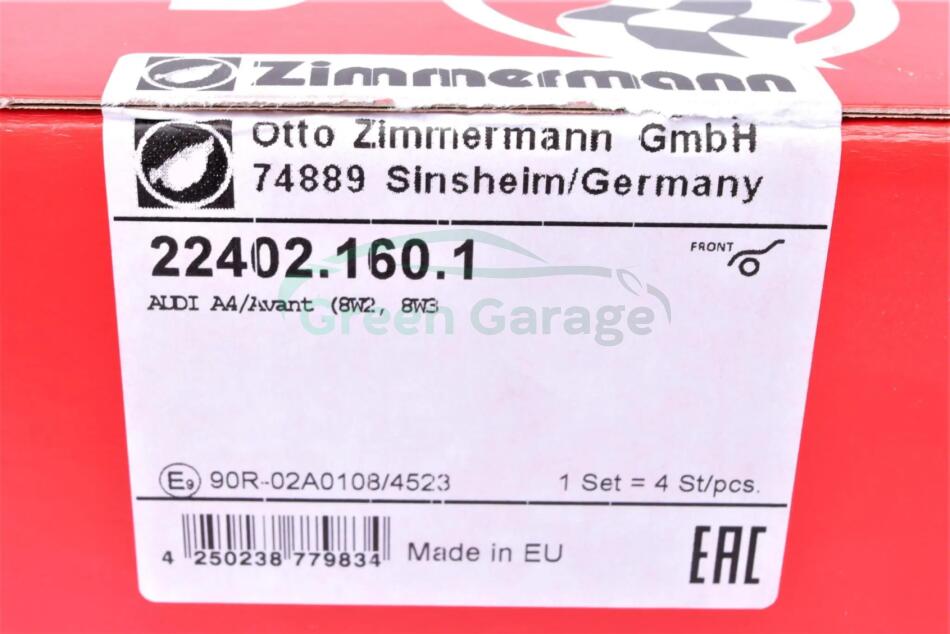 Zimmermann
Otto Zimmermann GmbH
74889 Sinsheim/Germany
22402.160.1
FRONT
AUDI A4/Avant (8W2, 8W3
Green Garage
E9 90R-02A0108/4523
1 Set = 4 St/pcs.
4 250238 779834
Made in EU
EAC